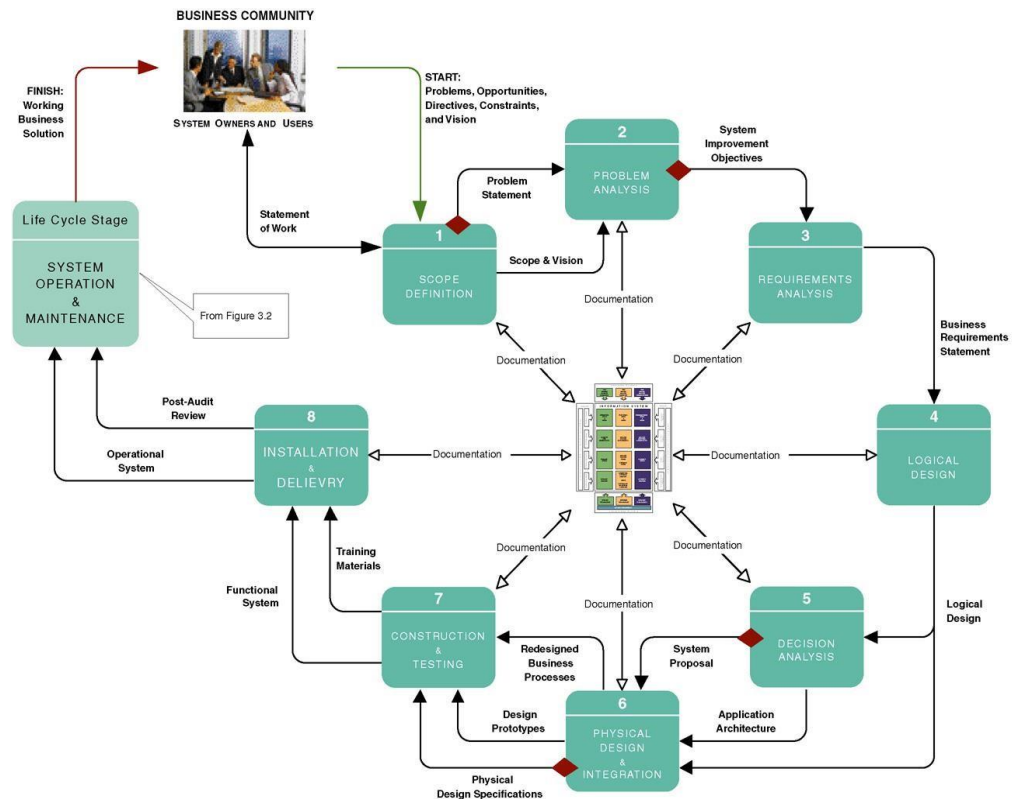 BUSINESS COMMUNITY
SYSTEM OWNERS AND USERS
FINISH:
Working
Business
Solution
START:
Problems, Opportunities,
Directives, Constraints,
and Vision
Statement
of Work
Life Cycle Stage
SYSTEM
OPERATION
&
MAINTENANCE
From Figure 3.2
1
SCOPE
DEFINITION
Problem
Statement
Scope & Vision
2
PROBLEM
ANALYSIS
System
Improvement
Objectives
3
REQUIREMENTS
ANALYSIS
Business
Requirements
Statement
4
LOGICAL
DESIGN
Logical
Design
5
DECISION
ANALYSIS
System
Proposal
Application
Architecture
6
PHYSICAL
DESIGN
&
INTEGRATION
Redesigned
Business
Processes
Design
Prototypes
Physical
Design Specifications
7
CONSTRUCTION
&
TESTING
Training
Materials
Functional
System
8
INSTALLATION
&
DELIEVRY
Post-Audit
Review
Operational
System
Documentation
Documentation
Documentation
Documentation
Documentation
Documentation
Documentation
Documentation
INFORMATION SYSTEM